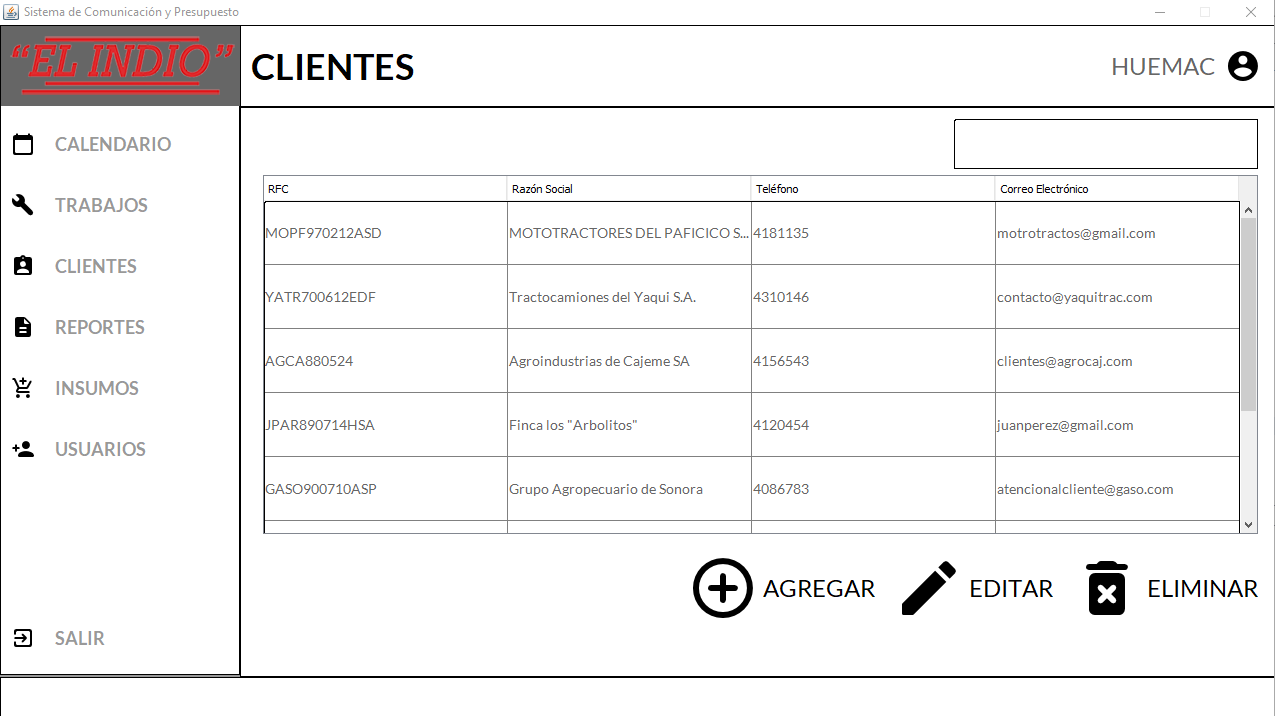 Sistema de Comunicación y Presupuesto
“EL INDIO”
CLIENTES
HUEMAC
CALENDARIO
TRABAJOS
CLIENTES
REPORTES
INSUMOS
USUARIOS
SALIR
RFC Razón Social Teléfono Correo Electrónico
MOPF970212ASD MOTOTRACTORES DEL PAFICICO S... 4181135 motrotractos@gmail.com
YATR700612EDF Tractocamiones del Yaqui S.A. 4310146 contacto@yaquitrac.com
AGCA880524 Agroindustrias de Cajeme SA 4156543 clientes@agrocaj.com
JPAR890714HSA Finca los "Arbolitos" 4120454 juanperez@gmail.com
GASO900710ASP Grupo Agropecuario de Sonora 4086783 atencionalcliente@gaso.com
AGREGAR EDITAR ELIMINAR